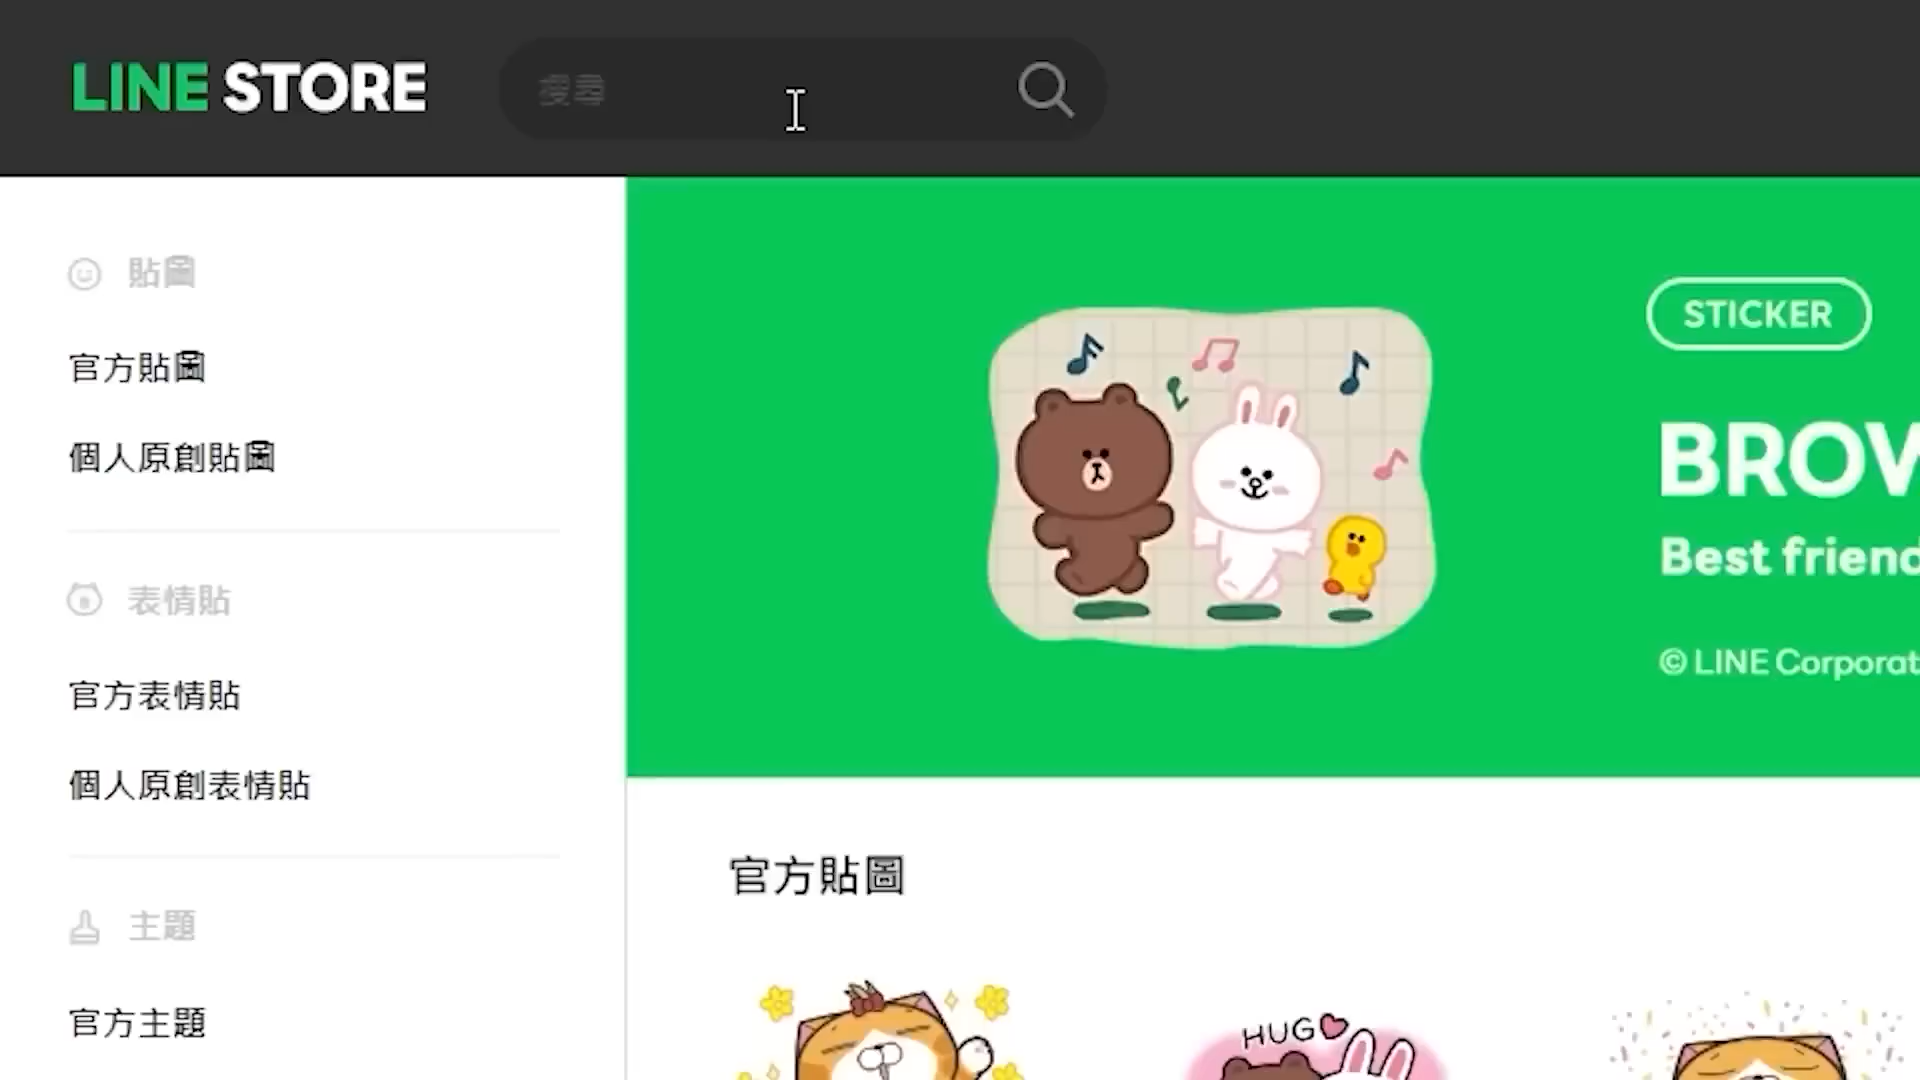 LINE STORE
搜尋
貼圖
官方貼圖
個人原創貼圖
表情貼
官方表情貼
個人原創表情貼
主題
官方主題
STICKER
BROW
Best friend
© LINE Corporat
官方貼圖
HUG